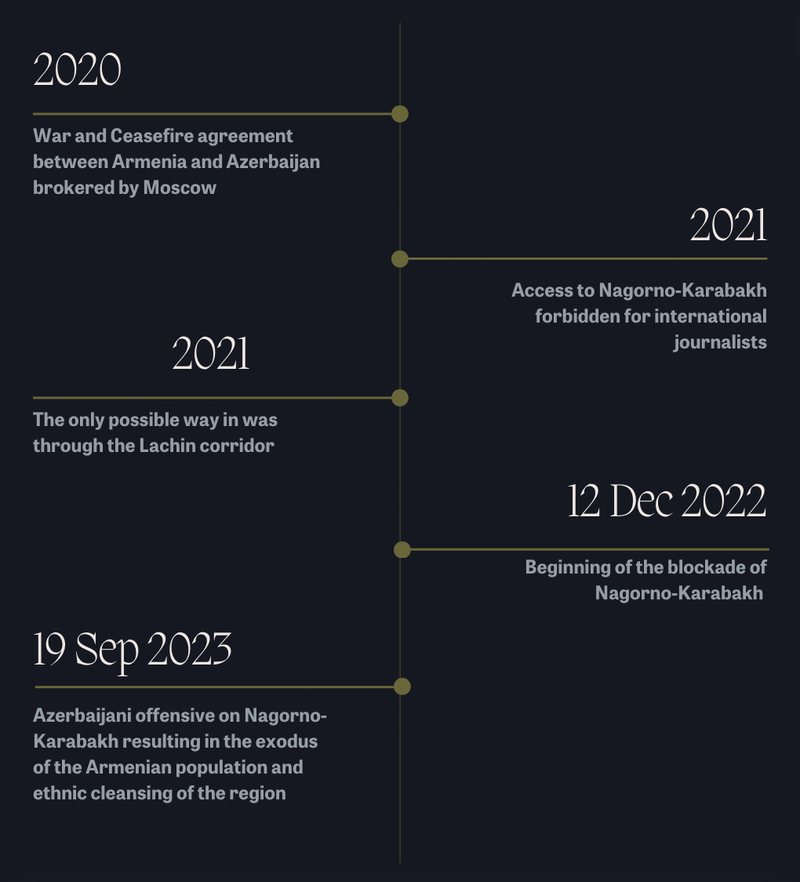 2020
War and Ceasefire agreement
between Armenia and Azerbaijan
brokered by Moscow
2021
Access to Nagorno-Karabakh
forbidden for international
journalists
2021
The only possible way in was
through the Lachin corridor
12 Dec 2022
Beginning of the blockade of
Nagorno-Karabakh
19 Sep 2023
Azerbaijani offensive on Nagorno-
Karabakh resulting in the exodus
of the Armenian population and
ethnic cleansing of the region